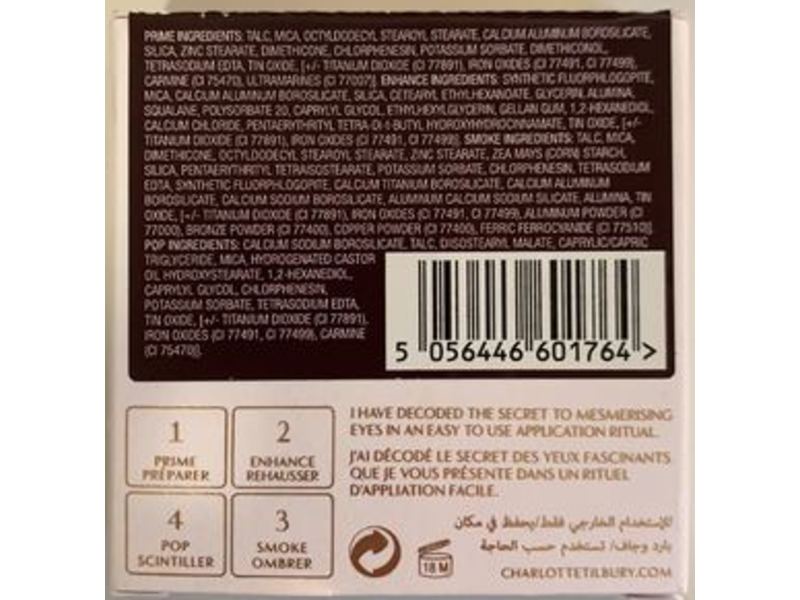 PRIME INGREDIENTS: TALC, MICA, OCTYLDODECYL STEAROYL STEARATE, CALCIUM ALUMINUM BOROSILICATE,
SILICA, ZINC STEARATE, DIMETHICONE, CHLORPHENESIN, POTASSIUM SORBATE, DIMETHICONOL,
TETRASODIUM EDTA, TIN OXIDE, [+/- TITANIUM DIOXIDE (CI 77891), IRON OXIDES (CI 77491, CI 77499),
CARMINE (CI 75470), ULTRAMARINES (CI 77007)]. ENHANCE INGREDIENTS: SYNTHETIC FLUORPHLOGOPITE,
MICA, CALCIUM ALUMINUM BOROSILICATE, SILICA, CETEARYL ETHYLHEXANOATE, GLYCERIN, ALUMINA,
SQUALANE, POLYSORBATE 20, CAPRYLYL GLYCOL, ETHYLHEXYLGLYCERIN, GELLAN GUM, 1,2-HEXANEDIOL,
CALCIUM CHLORIDE, PENTAERYTHRITYL TETRA-DI-t-BUTYL HYDROXYHYDROCINNAMATE, TIN OXIDE, [+/-
TITANIUM DIOXIDE (CI 77891), IRON OXIDES (CI 77491, CI 77499)]. SMOKE INGREDIENTS: TALC, MICA,
DIMETHICONE, OCTYLDODECYL STEAROYL STEARATE, ZINC STEARATE, ZEA MAYS (CORN) STARCH,
SILICA, PENTAERYTHRITYL TETRAISOSTEARATE, POTASSIUM SORBATE, CHLORPHENESIN, TETRASODIUM
EDTA, SYNTHETIC FLUORPHLOGOPITE, CALCIUM TITANIUM BOROSILICATE, CALCIUM ALUMINUM
BOROSILICATE, CALCIUM SODIUM BOROSILICATE, ALUMINUM CALCIUM SODIUM SILICATE, ALUMINA, TIN
OXIDE, [+/- TITANIUM DIOXIDE (CI 77891), IRON OXIDES (CI 77491, CI 77499), ALUMINUM POWDER (CI
77000), BRONZE POWDER (CI 77400), COPPER POWDER (CI 77400), FERRIC FERROCYANIDE (CI 77510)].
POP INGREDIENTS: CALCIUM SODIUM BOROSILICATE, TALC, DIISOSTEARYL MALATE, CAPRYLIC/CAPRIC
TRIGLYCERIDE, MICA, HYDROGENATED CASTOR
OIL HYDROXYSTEARATE, 1,2-HEXANEDIOL,
CAPRYLYL GLYCOL, CHLORPHENESIN,
POTASSIUM SORBATE, TETRASODIUM EDTA,
TIN OXIDE, [+/- TITANIUM DIOXIDE (CI 77891),
IRON OXIDES (CI 77491, CI 77499), CARMINE
(CI 75470)].
5 056446 601764 >
1
PRIME
PRÉPARER
2
ENHANCE
REHAUSSER
4
POP
SCINTILLER
3
SMOKE
OMBRER
I HAVE DECODED THE SECRET TO MESMERISING
EYES IN AN EASY TO USE APPLICATION RITUAL.
J'AI DÉCODÉ LE SECRET DES YEUX FASCINANTS
QUE JE VOUS PRÉSENTE DANS UN RITUEL
D'APPLIATION FACILE.
للإستخدام الخارجي فقط/يحفظ في مكان
بارد وجاف/ تستخدم حسب الحاجة
18 M
CHARLOTTETILBURY.COM